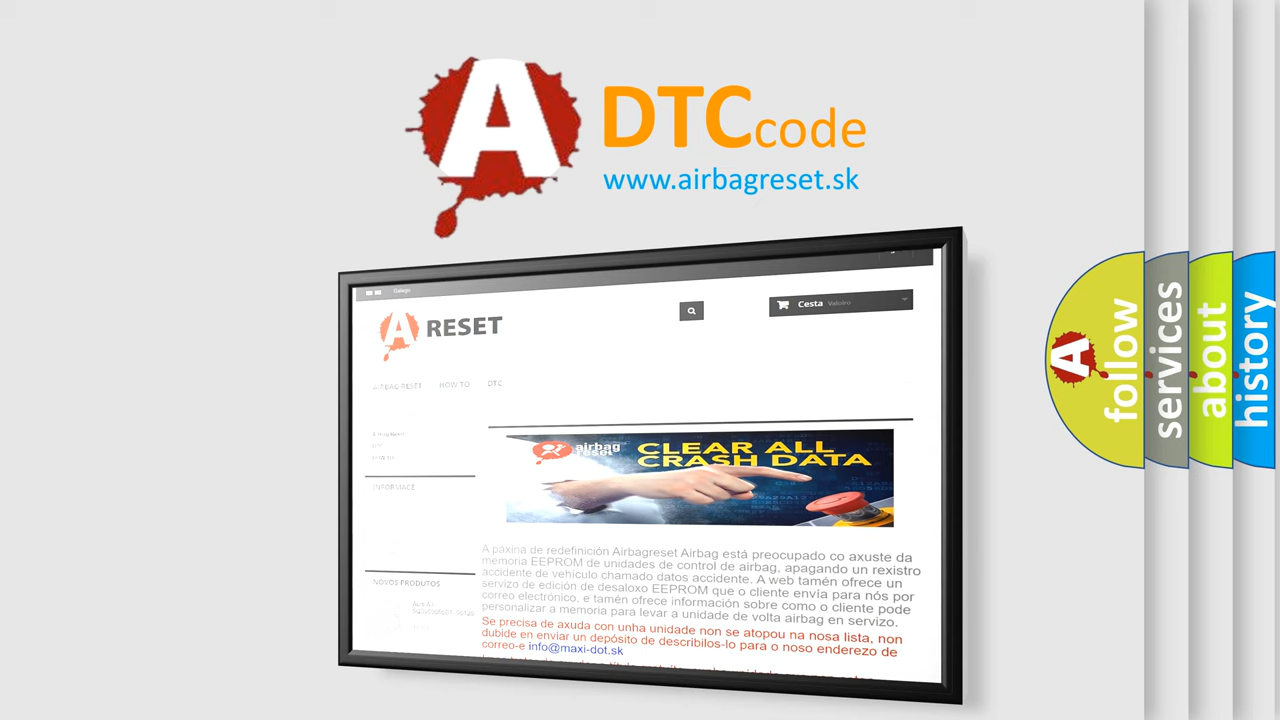 A
DTCcode
www.airbagreset.sk
Galego
A RESET
Cesta Valeiro
AIRBAG RESET HOW TO DTC
INFORMACE
NOVOS PRODUTOS
airbag
reset
CLEAR ALL
CRASH DATA
A páxina de redefinición Airbagreset Airbag está preocupado co axuste da
memoria EEPROM de unidades de control de airbag, apagando un rexistro
accidente de vehículo chamado datos accidente. A web tamén ofrece un
servizo de edición de desaloxo EEPROM que o cliente envía para nós por
correo electrónico, e tamén ofrece información sobre como o cliente pode
personalizar a memoria para levar a unidade de volta airbag en servizo.
Se precisa de axuda con unha unidade non se atopou na nosa lista, non
dubide en enviar un depósito de describilos-lo para o noso enderezo de
correo-e info@maxi-dot.sk
A
follow
services
about
history